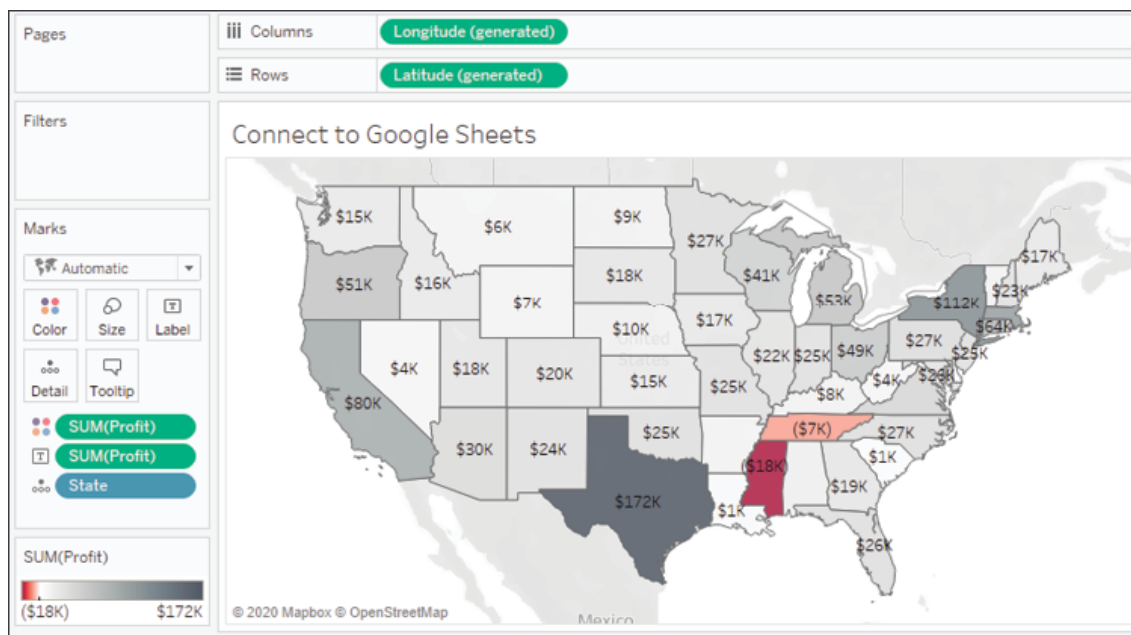 Pages
Columns Longitude (generated)
Rows Latitude (generated)
Filters
Marks
Automatic
Color Size Label
Detail Tooltip
SUM(Profit)
SUM(Profit)
State
SUM(Profit)
($18K) $172K
Connect to Google Sheets
$15K
$6K
$9K
$27K
$17K
$51K
$16K
$18K
$41K
$53K
$112K
$23K
$7K
$64K
$10K
$17K
$27K
United
States
$4K
$18K
$20K
$15K
$25K
$22K
$25K
$49K
$25K
$26K
$4K
$8K
$80K
$30K
$24K
$25K
($7K)
$27K
$1K
($18K)
$19K
$172K
$1K
$26K
© 2020 Mapbox © OpenStreetMap
Mexico